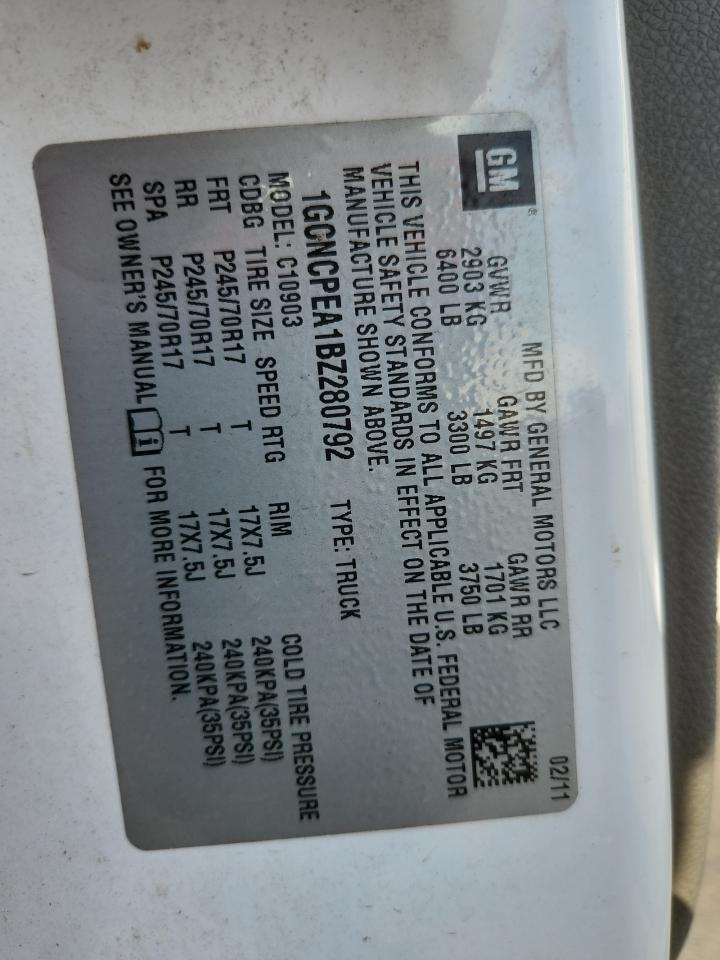 GM ®
MFD BY GENERAL MOTORS LLC 02/11
GVWR GAWR FRT GAWR RR
2903 KG 1497 KG 1701 KG
6400 LB 3300 LB 3750 LB
THIS VEHICLE CONFORMS TO ALL APPLICABLE U.S. FEDERAL MOTOR
VEHICLE SAFETY STANDARDS IN EFFECT ON THE DATE OF
MANUFACTURE SHOWN ABOVE.
1GCNCPEA1BZ280792 TYPE: TRUCK
MODEL: C10903
CDBG TIRE SIZE SPEED RTG RIM COLD TIRE PRESSURE
FRT P245/70R17 T 17X7.5J 240KPA(35PSI)
RR P245/70R17 T 17X7.5J 240KPA(35PSI)
SPA P245/70R17 T 17X7.5J 240KPA(35PSI)
SEE OWNER'S MANUAL i FOR MORE INFORMATION.